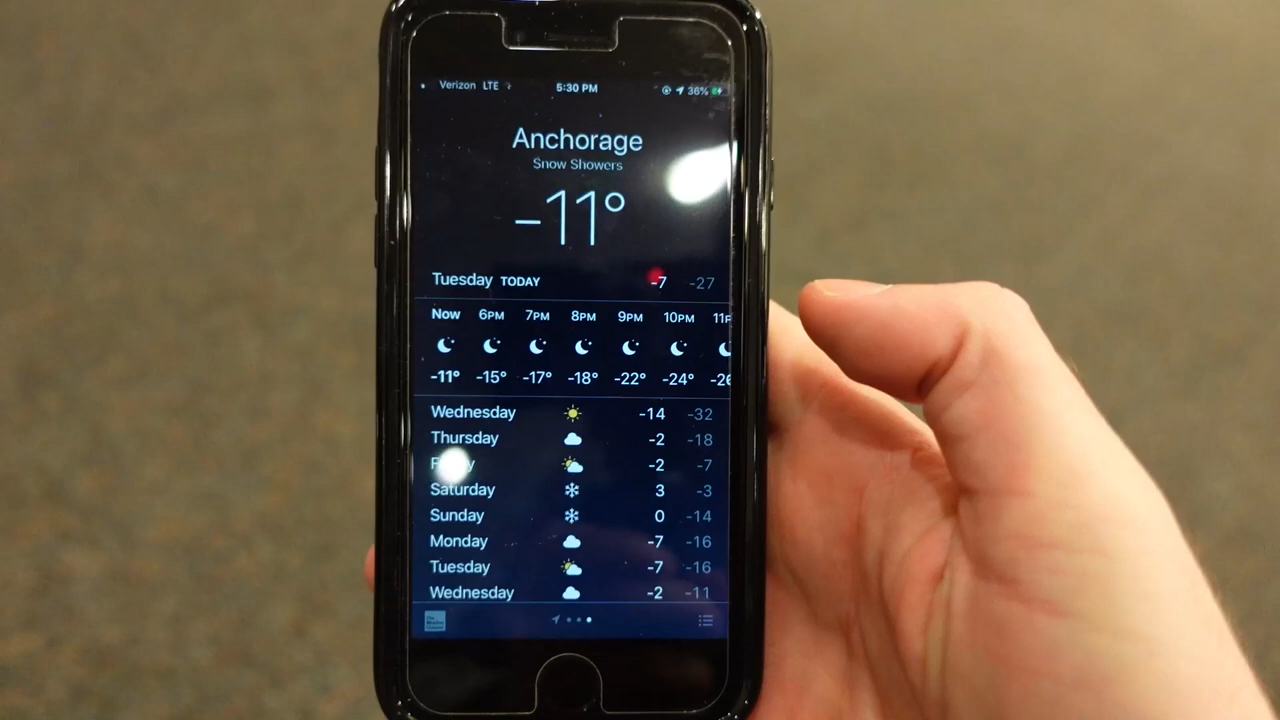 Verizon LTE 5:30 PM 36%
Anchorage
Snow Showers
-11°
Tuesday TODAY -7 -27
Now 6PM 7PM 8PM 9PM 10PM
-11° -15° -17° -18° -22° -24°
Wednesday -14 -32
Thursday -2 -18
-2 -7
Saturday 3 -3
Sunday 0 -14
Monday -7 -16
Tuesday -7 -16
Wednesday -2 -11